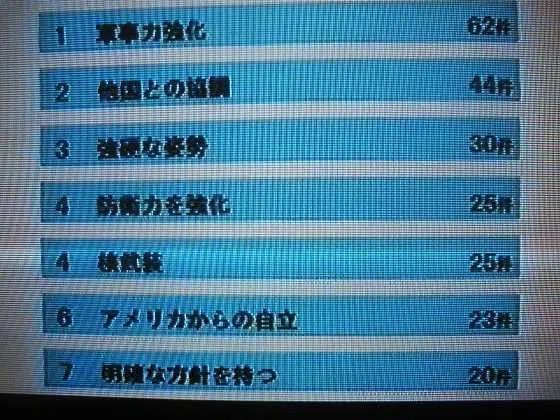 1 軍事力強化 62件
2 他国との協調 44件
3 強硬な姿勢 30件
4 防衛力を強化 25件
4 核武装 25件
6 アメリカからの自立 23件
7 明確な方針を持つ 20件